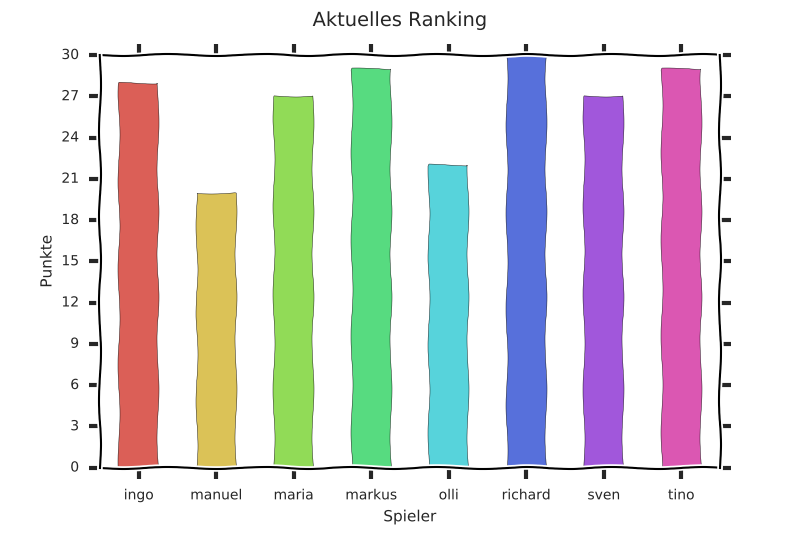 Aktuelles Ranking
30
27
24
21
18
15
12
9
6
3
0
Punkte
ingo manuel maria markus olli richard sven tino
Spieler